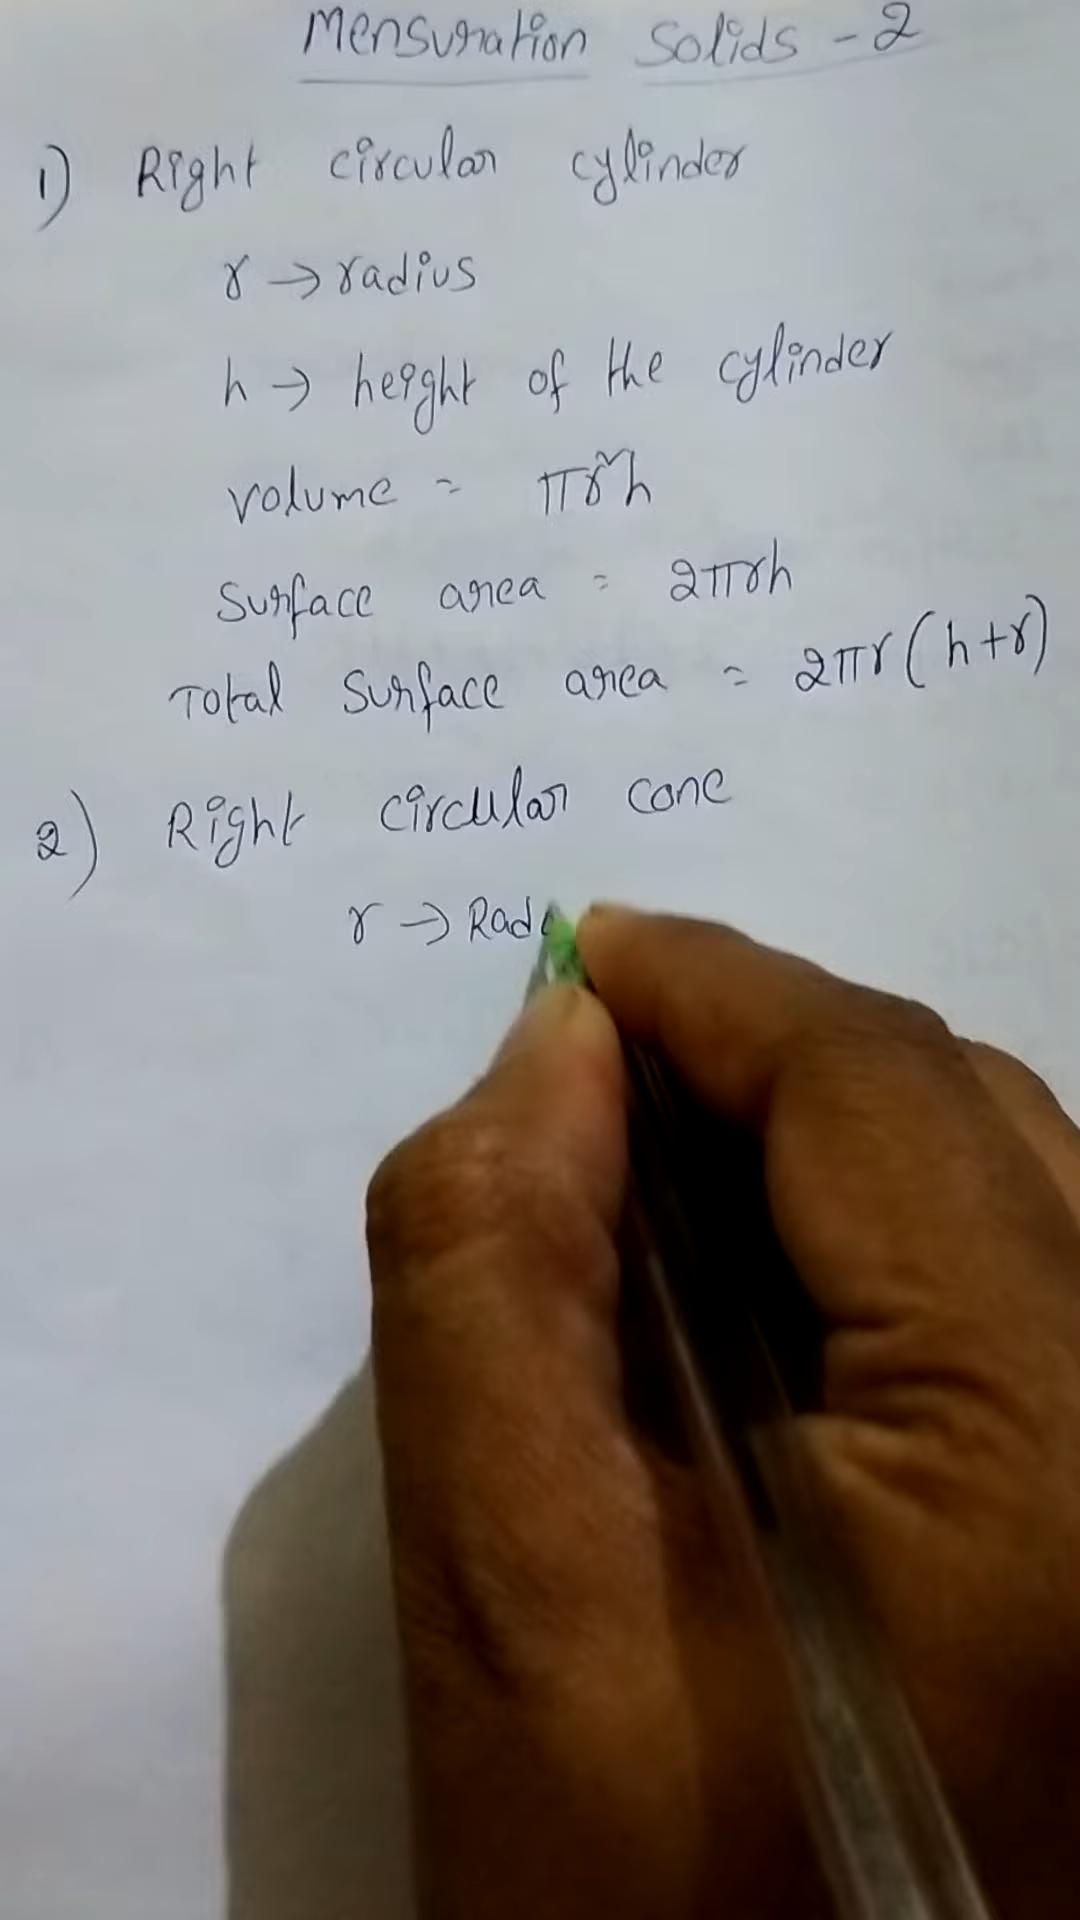 Mensuration Solids - 2
1) Right circular cylinder
r → radius
h → height of the cylinder
volume = πr²h
Surface area = 2πrh
Total Surface area = 2πr(h+r)
2) Right circular cone
r → Rad